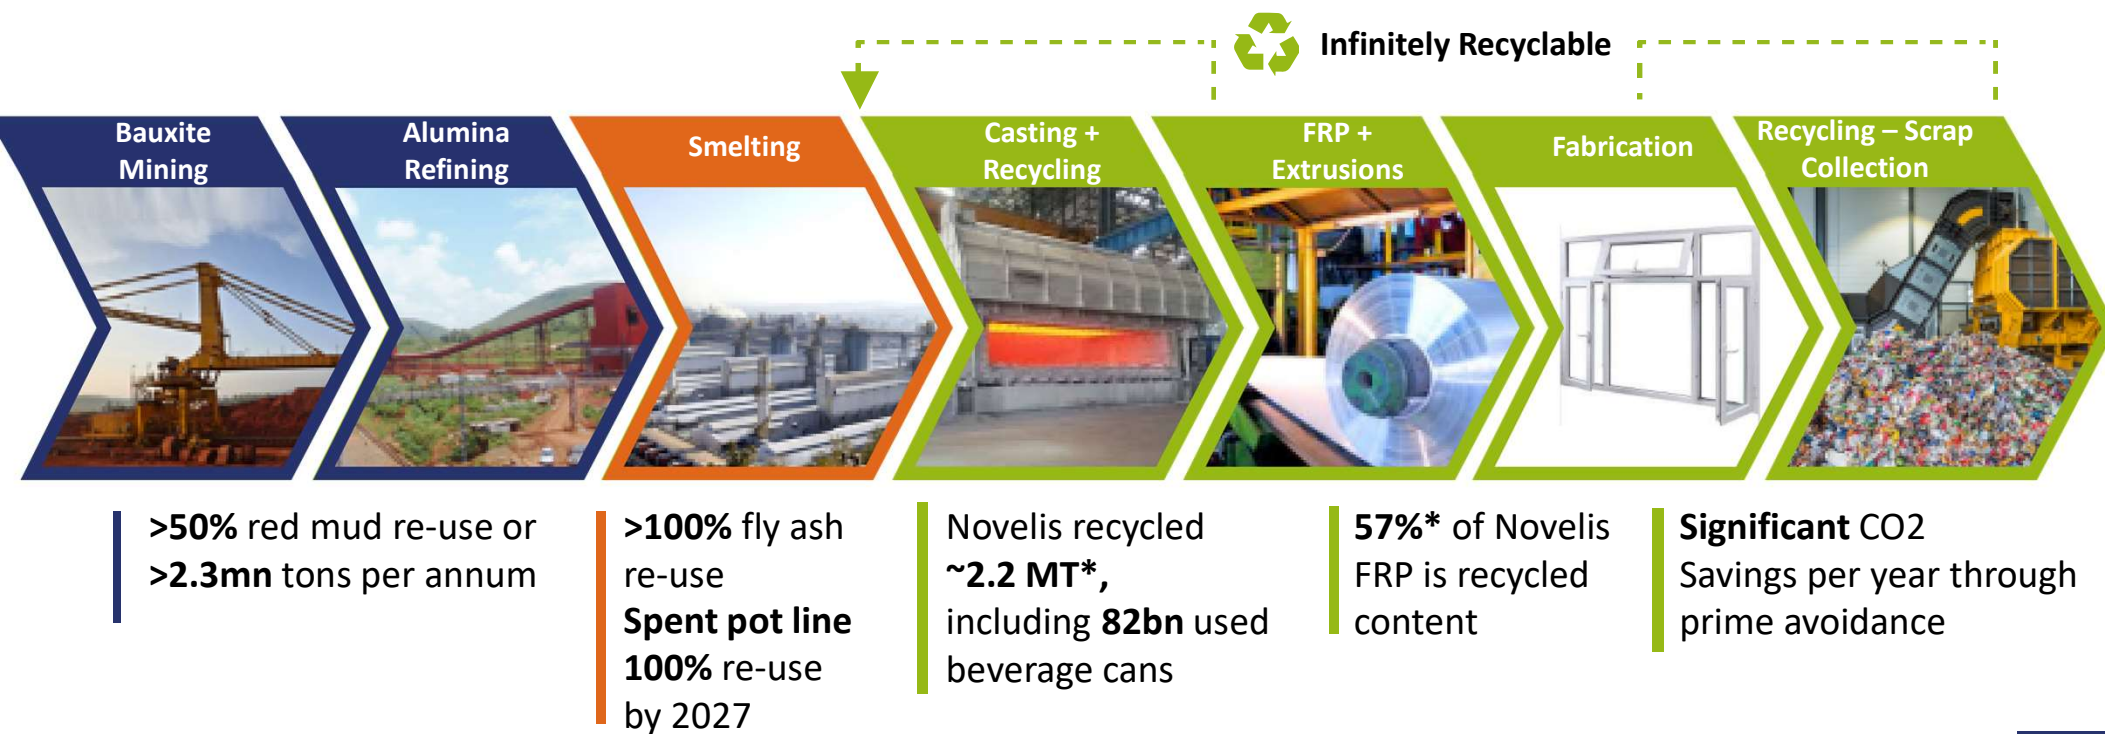 Infinitely Recyclable
Bauxite
Mining
Alumina
Refining
Smelting
Casting +
Recycling
FRP +
Extrusions
Fabrication
Recycling – Scrap
Collection
>50% red mud re-use or
>2.3mn tons per annum
>100% fly ash
re-use
Spent pot line
100% re-use
by 2027
Novelis recycled
~2.2 MT*,
including 82bn used
beverage cans
57%* of Novelis
FRP is recycled
content
Significant CO2
Savings per year through
prime avoidance